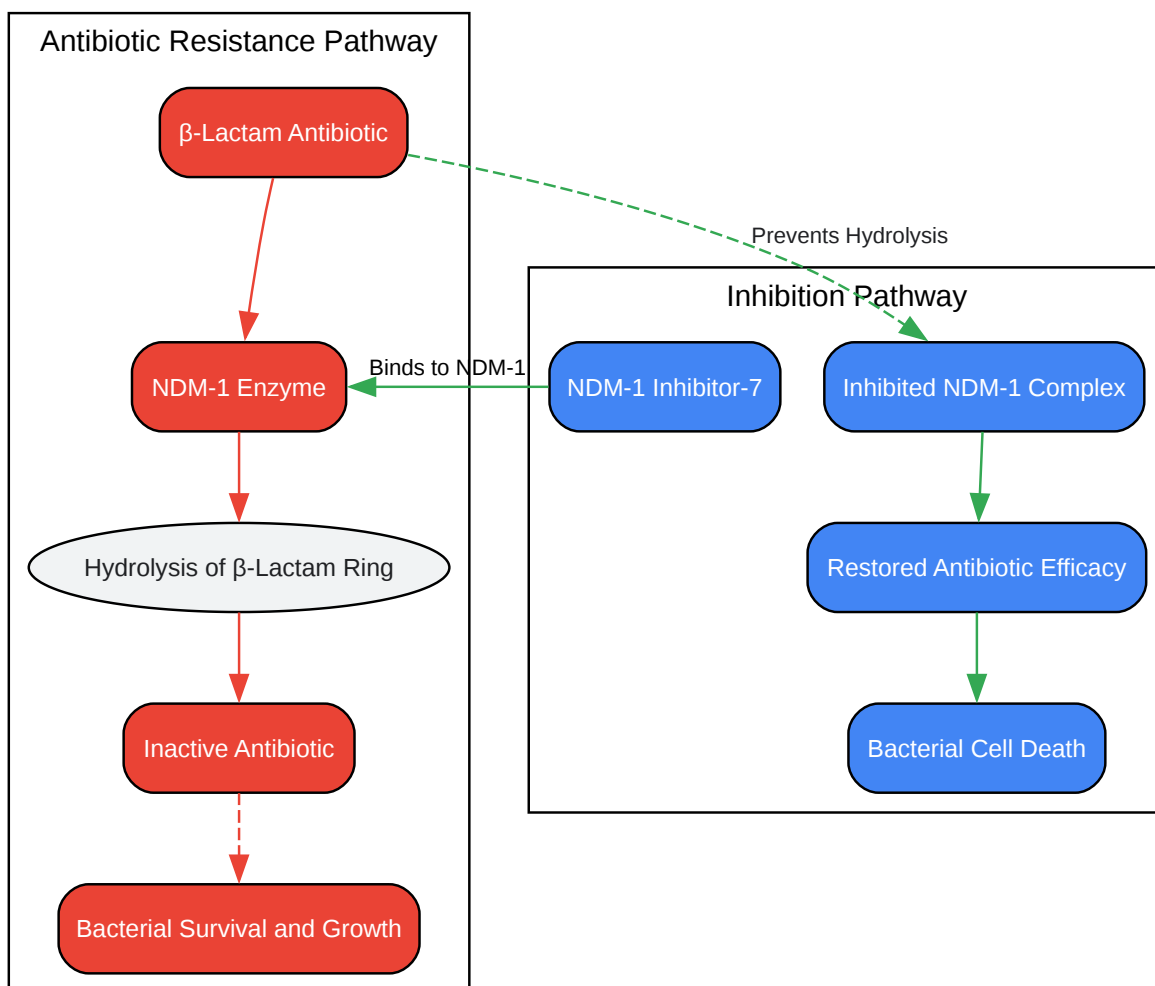 Antibiotic Resistance Pathway
β-Lactam Antibiotic
Prevents Hydrolysis
Inhibition Pathway
Binds to NDM-1
NDM-1 Enzyme
NDM-1 Inhibitor-7
Inhibited NDM-1 Complex
Hydrolysis of β-Lactam Ring
Restored Antibiotic Efficacy
Inactive Antibiotic
Bacterial Cell Death
Bacterial Survival and Growth